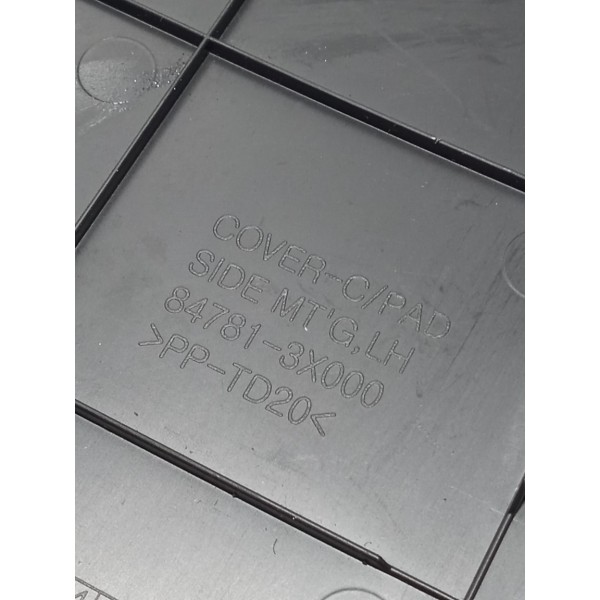 COVER-C/PAD
SIDE MT'G,LH
84781-3X000
>PP-TD20<